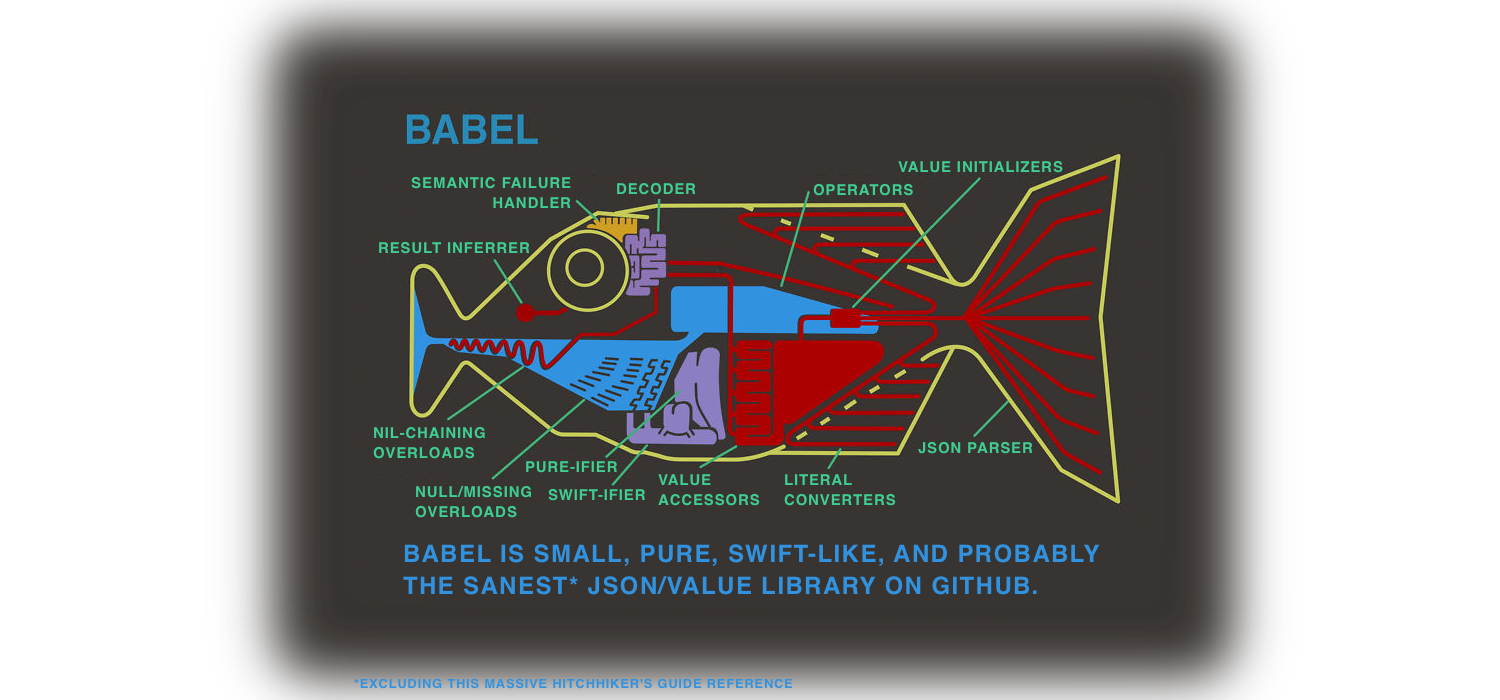 BABEL
VALUE INITIALIZERS
SEMANTIC FAILURE
HANDLER
DECODER
OPERATORS
RESULT INFERRER
NIL-CHAINING
OVERLOADS
JSON PARSER
PURE-IFIER
NULL/MISSING
OVERLOADS
SWIFT-IFIER
VALUE
ACCESSORS
LITERAL
CONVERTERS
BABEL IS SMALL, PURE, SWIFT-LIKE, AND PROBABLY
THE SANEST* JSON/VALUE LIBRARY ON GITHUB.
*EXCLUDING THIS MASSIVE HITCHHIKER'S GUIDE REFERENCE